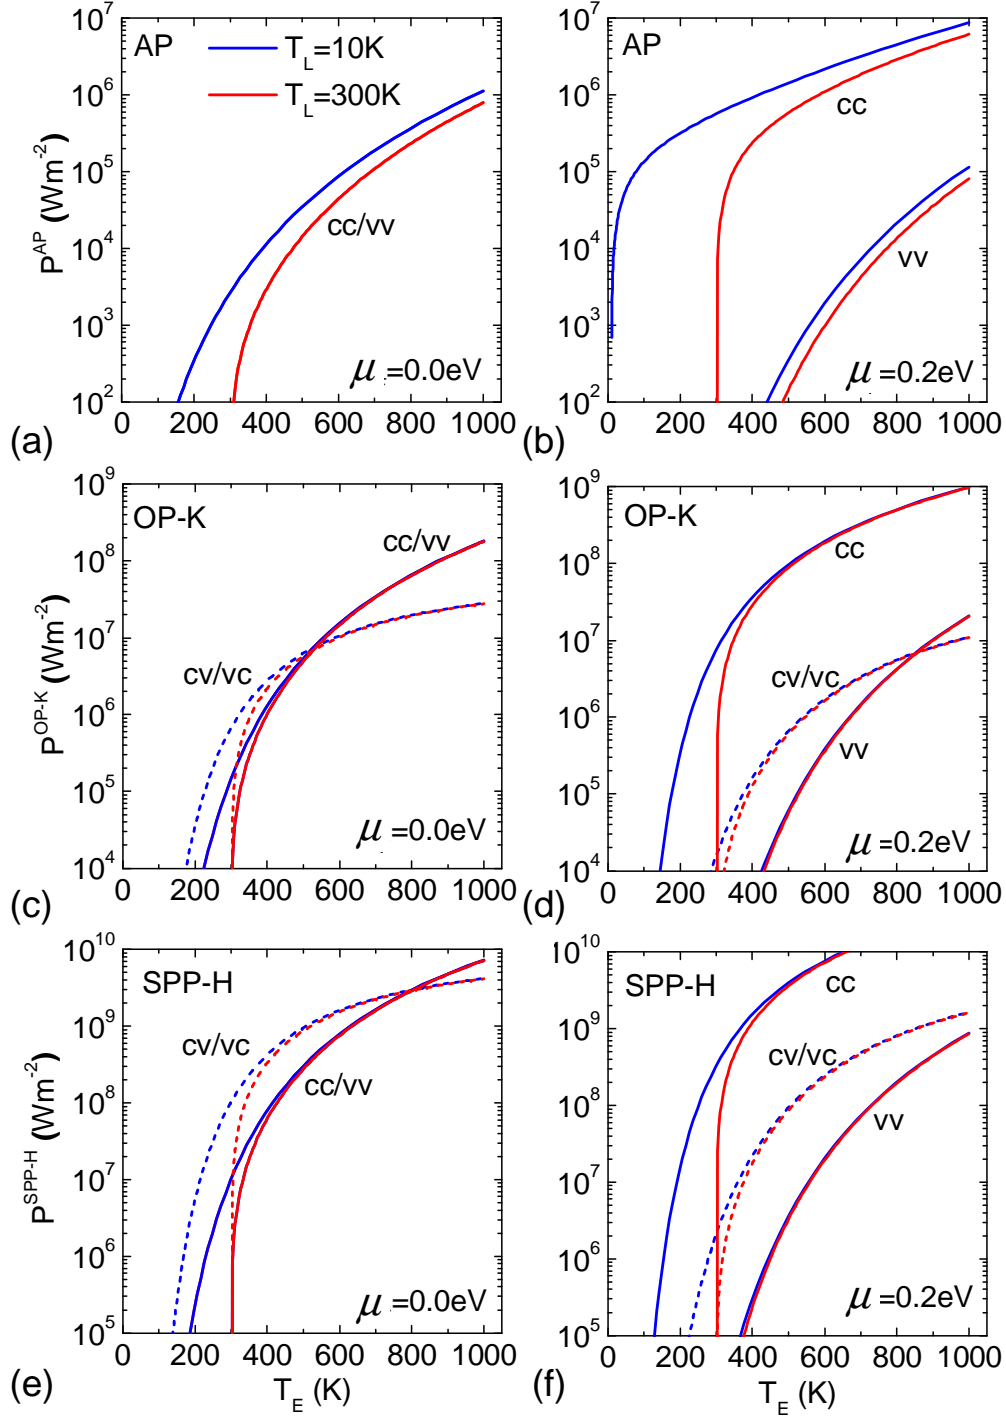 AP
T_L=10K
T_L=300K
cc/vv
μ=0.0eV
P^AP (Wm^-2)
10^6
10^5
10^4
10^3
10^2
0 200 400 600 800 1000
(a)
AP
cc
vv
μ=0.2eV
10^7
10^6
10^5
10^4
10^3
10^2
0 200 400 600 800 1000
(b)
OP-K
cc/vv
cv/vc
μ=0.0eV
P^OP-K (Wm^-2)
10^9
10^8
10^7
10^6
10^5
10^4
0 200 400 600 800 1000
(c)
OP-K
cc
cv/vc
vv
μ=0.2eV
10^9
10^8
10^7
10^6
10^5
10^4
0 200 400 600 800 1000
(d)
SPP-H
cv/vc
cc/vv
μ=0.0eV
P^SPP-H (Wm^-2)
10^10
10^9
10^8
10^7
10^6
10^5
0 200 400 600 800 1000
T_E (K)
(e)
SPP-H
cc
cv/vc
vv
μ=0.2eV
10^10
10^9
10^8
10^7
10^6
10^5
0 200 400 600 800 1000
T_E (K)
(f)
10^7